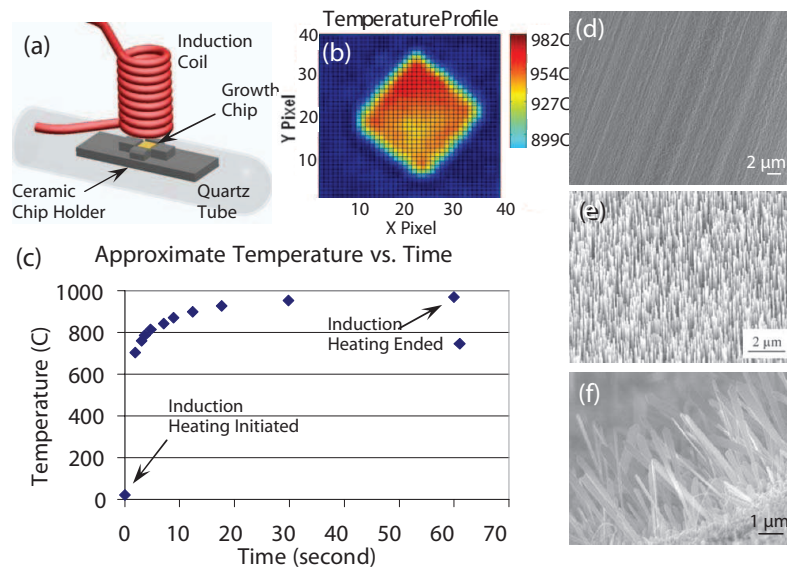 (a)
Induction
Coil
Growth
Chip
Ceramic
Chip Holder
Quartz
Tube
Temperature Profile
(b)
40
30
20
10
Y Pixel
10
20
30
40
X Pixel
982C
954C
927C
899C
(c)
Approximate Temperature vs. Time
1000
800
600
400
200
0
Temperature (C)
Induction
Heating Initiated
Induction
Heating Ended
0
10
20
30
40
50
60
70
Time (second)
(d)
2 μm
(e)
2 μm
(f)
1 μm